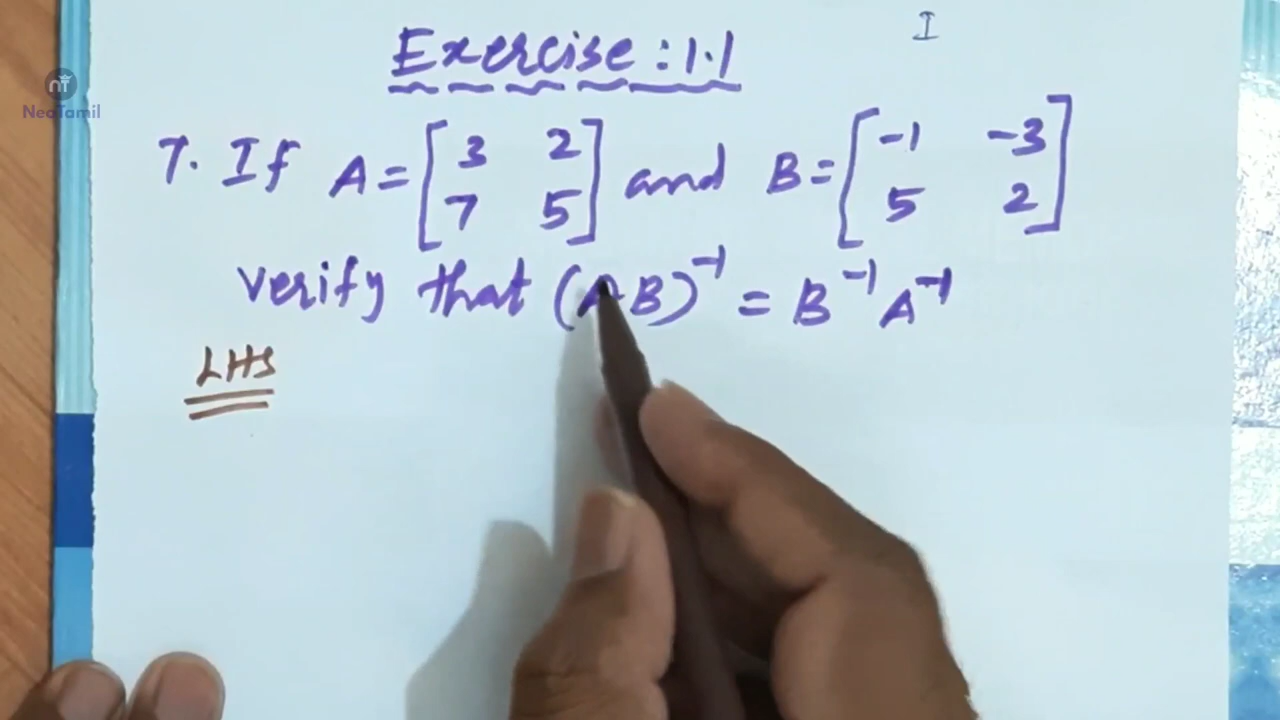 I
Exercise : 1.1
NeoTamil
7. If A = [3 2 7 5] and B = [-1 -3 5 2]
verify that (AB)⁻¹ = B⁻¹ A⁻¹
LHS